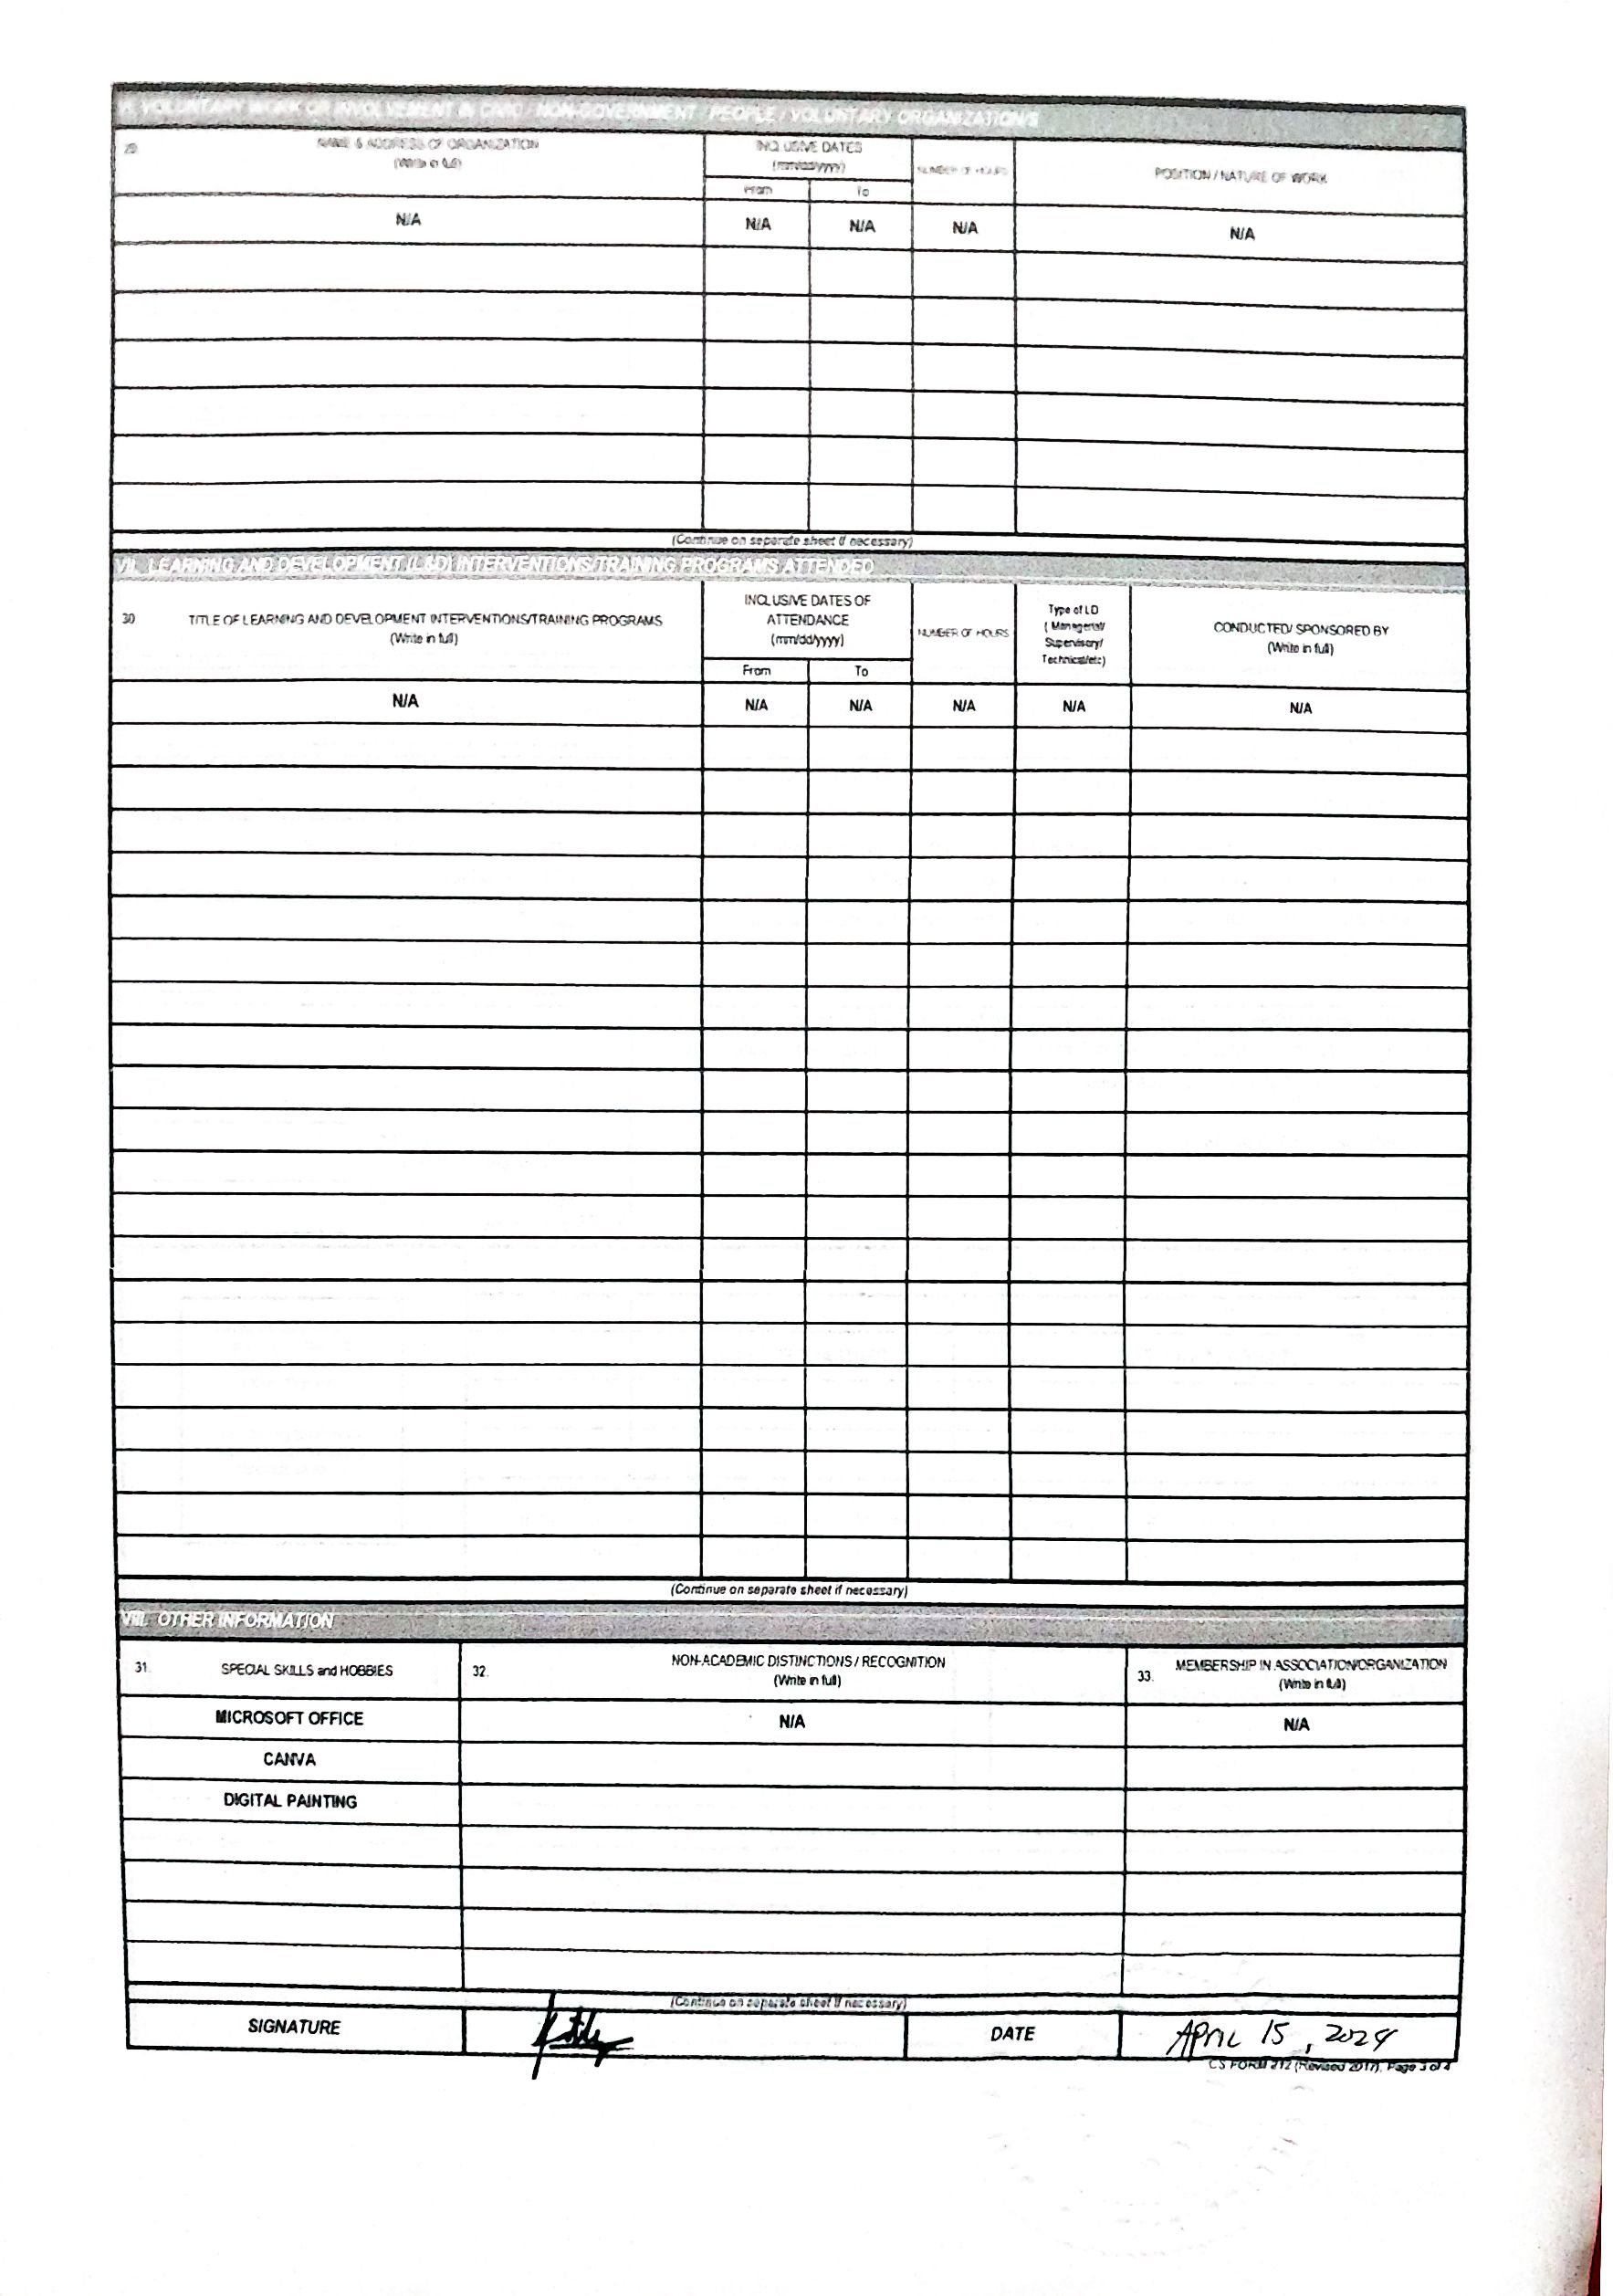 VI. VOLUNTARY WORK OR INVOLVEMENT IN CIVIC / NON-GOVERNMENT / PEOPLE / VOLUNTARY ORGANIZATION/S
29. NAME & ADDRESS OF ORGANIZATION
(Write in full)
INCLUSIVE DATES
(mm/dd/yyyy)
From To
NUMBER OF HOURS
POSITION / NATURE OF WORK
N/A N/A N/A N/A N/A
(Continue on separate sheet if necessary)
VII. LEARNING AND DEVELOPMENT (L&D) INTERVENTIONS/TRAINING PROGRAMS ATTENDED
30 TITLE OF LEARNING AND DEVELOPMENT INTERVENTIONS/TRAINING PROGRAMS
(Write in full)
INCLUSIVE DATES OF
ATTENDANCE
(mm/dd/yyyy)
From To
NUMBER OF HOURS
Type of LD
( Managerial/
Supervisory/
Technical/etc)
CONDUCTED/ SPONSORED BY
(Write in full)
N/A N/A N/A N/A N/A N/A
(Continue on separate sheet if necessary)
VIII. OTHER INFORMATION
31. SPECIAL SKILLS and HOBBIES
32. NON-ACADEMIC DISTINCTIONS / RECOGNITION
(Write in full)
33. MEMBERSHIP IN ASSOCIATION/ORGANIZATION
(Write in full)
MICROSOFT OFFICE N/A N/A
CANVA
DIGITAL PAINTING
(Continue on separate sheet if necessary)
SIGNATURE DATE APRIL 15, 2024
CS FORM 212 (Revised 2017), Page 3 of 4